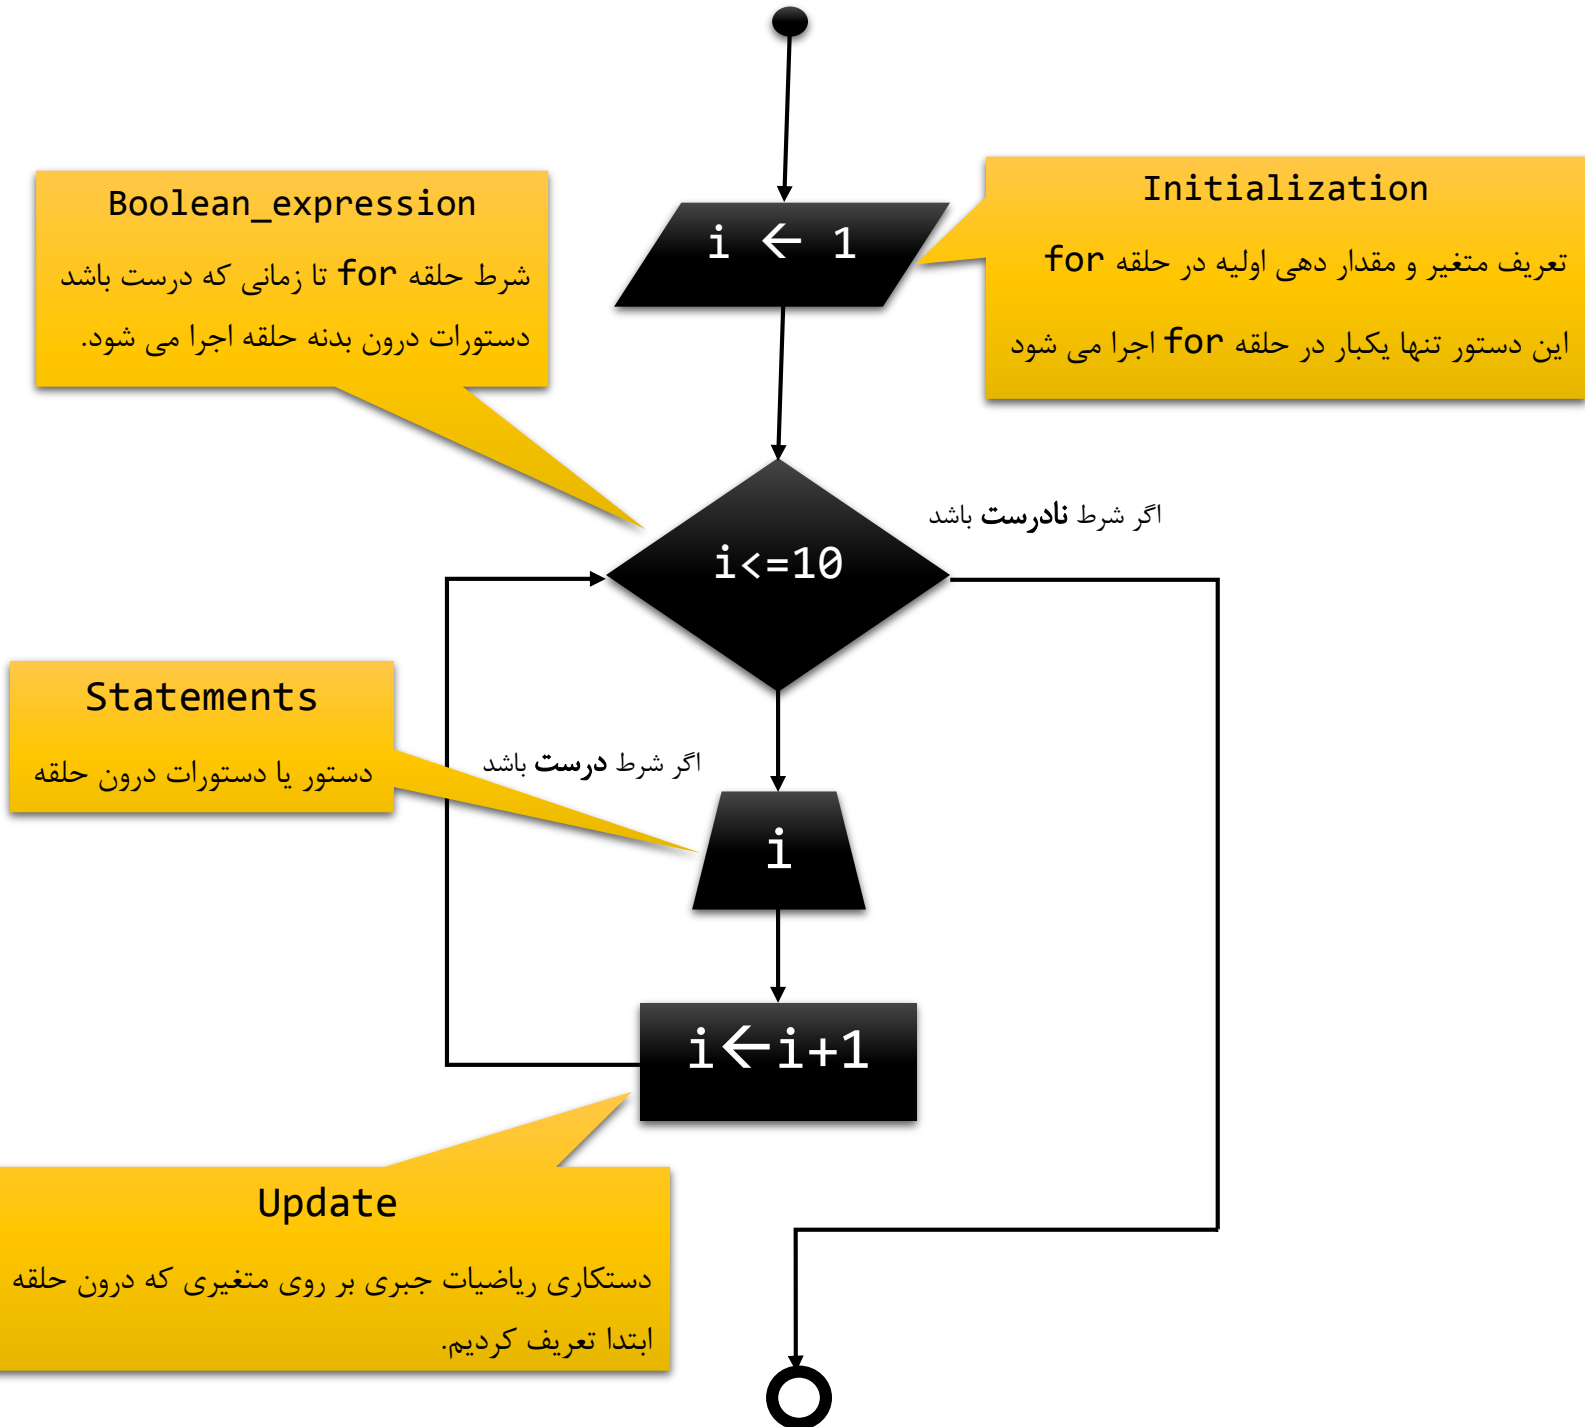 i ← 1
Initialization
تعریف متغیر و مقدار دهی اولیه در حلقه for
این دستور تنها یکبار در حلقه for اجرا می شود
Boolean_expression
شرط حلقه for تا زمانی که درست باشد
دستورات درون بدنه حلقه اجرا می شود.
i<=10
اگر شرط نادرست باشد
Statements
دستور یا دستورات درون حلقه
اگر شرط درست باشد
i
i←i+1
Update
دستکاری ریاضیات جبری بر روی متغیری که درون حلقه
ابتدا تعریف کردیم.